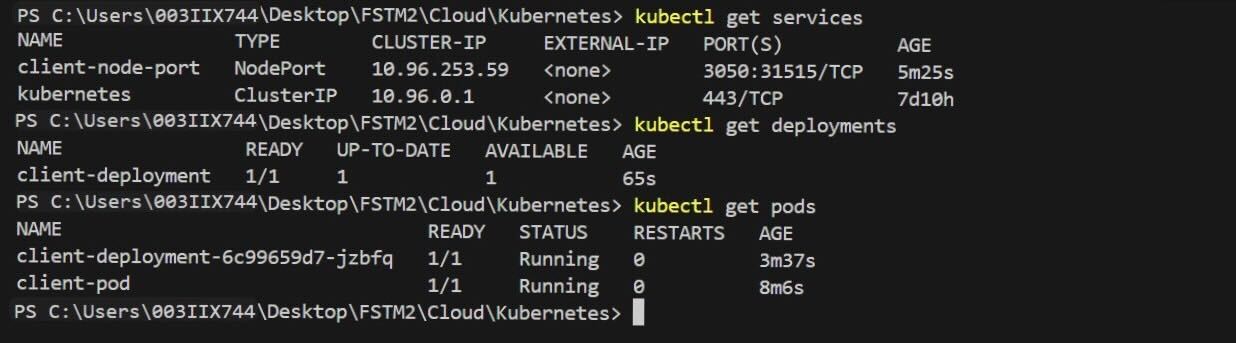 PS C:\Users\003IIX744\Desktop\FSTM2\Cloud\Kubernetes> kubectl get services
NAME TYPE CLUSTER-IP EXTERNAL-IP PORT(S) AGE
client-node-port NodePort 10.96.253.59 <none> 3050:31515/TCP 5m25s
kubernetes ClusterIP 10.96.0.1 <none> 443/TCP 7d10h
PS C:\Users\003IIX744\Desktop\FSTM2\Cloud\Kubernetes> kubectl get deployments
NAME READY UP-TO-DATE AVAILABLE AGE
client-deployment 1/1 1 1 65s
PS C:\Users\003IIX744\Desktop\FSTM2\Cloud\Kubernetes> kubectl get pods
NAME READY STATUS RESTARTS AGE
client-deployment-6c99659d7-jzbfq 1/1 Running 0 3m37s
client-pod 1/1 Running 0 8m6s
PS C:\Users\003IIX744\Desktop\FSTM2\Cloud\Kubernetes>